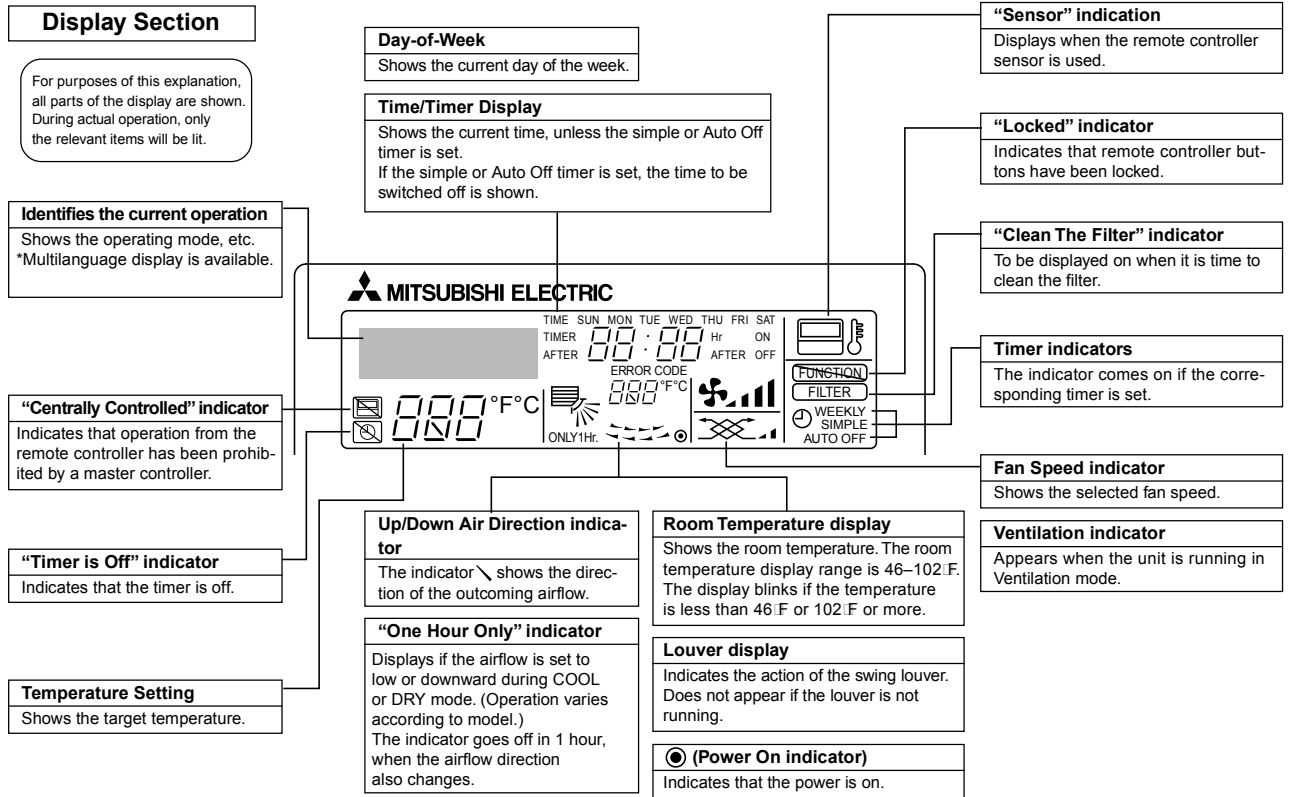 Display Section
For purposes of this explanation,
all parts of the display are shown.
During actual operation, only
the relevant items will be lit.
Identifies the current operation
Shows the operating mode, etc.
*Multilanguage display is available.
"Centrally Controlled" indicator
Indicates that operation from the
remote controller has been prohib-
ited by a master controller.
"Timer is Off" indicator
Indicates that the timer is off.
Temperature Setting
Shows the target temperature.
Day-of-Week
Shows the current day of the week.
Time/Timer Display
Shows the current time, unless the simple or Auto Off
timer is set.
If the simple or Auto Off timer is set, the time to be
switched off is shown.
MITSUBISHI ELECTRIC
TIME SUN MON TUE WED THU FRI SAT
TIMER 88:88 Hr ON
AFTER AFTER OFF
ERROR CODE
°F°C
°F°C
ONLY1Hr.
FUNCTION
FILTER
WEEKLY
SIMPLE
AUTO OFF
Up/Down Air Direction indica-
tor
The indicator shows the direc-
tion of the outcoming airflow.
"One Hour Only" indicator
Displays if the airflow is set to
low or downward during COOL
or DRY mode. (Operation varies
according to model.)
The indicator goes off in 1 hour,
when the airflow direction
also changes.
Room Temperature display
Shows the room temperature. The room
temperature display range is 46–102▯F.
The display blinks if the temperature
is less than 46▯F or 102▯F or more.
Louver display
Indicates the action of the swing louver.
Does not appear if the louver is not
running.
(Power On indicator)
Indicates that the power is on.
"Sensor" indication
Displays when the remote controller
sensor is used.
"Locked" indicator
Indicates that remote controller but-
tons have been locked.
"Clean The Filter" indicator
To be displayed on when it is time to
clean the filter.
Timer indicators
The indicator comes on if the corre-
sponding timer is set.
Fan Speed indicator
Shows the selected fan speed.
Ventilation indicator
Appears when the unit is running in
Ventilation mode.